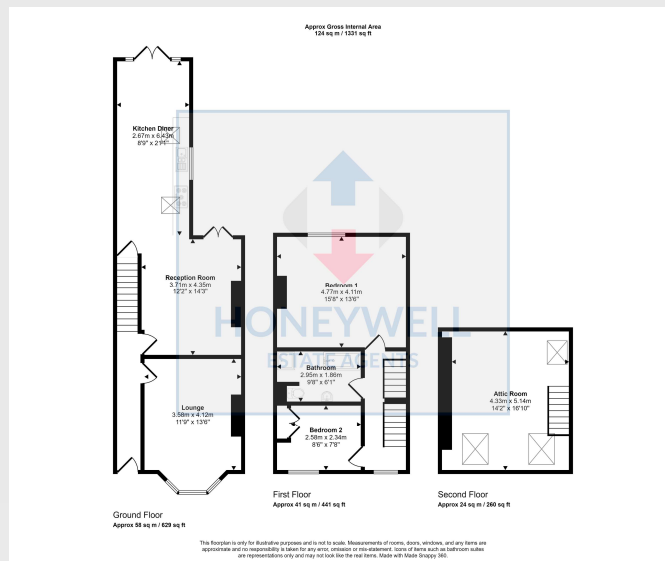 Approx Gross Internal Area
124 sq m / 1331 sq ft
Kitchen Diner
2.67m x 6.43m
8'9" x 21'1"
Reception Room
3.71m x 4.35m
12'2" x 14'3"
Lounge
3.58m x 4.12m
11'9" x 13'6"
Ground Floor
Approx 58 sq m / 629 sq ft
Bedroom 1
4.77m x 4.11m
15'8" x 13'6"
Bathroom
2.95m x 1.86m
9'8" x 6'1"
Bedroom 2
2.58m x 2.34m
8'6" x 7'8"
First Floor
Approx 41 sq m / 441 sq ft
Attic Room
4.33m x 5.14m
14'2" x 16'10"
Second Floor
Approx 24 sq m / 260 sq ft
HONEYWELL
ESTATE AGENTS
This floorplan is only for illustrative purposes and is not to scale. Measurements of rooms, doors, windows, and any items are
approximate and no responsibility is taken for any error, omission or mis-statement. Icons of items such as bathroom suites
are representations only and may not look like the real items. Made with Made Snappy 360.